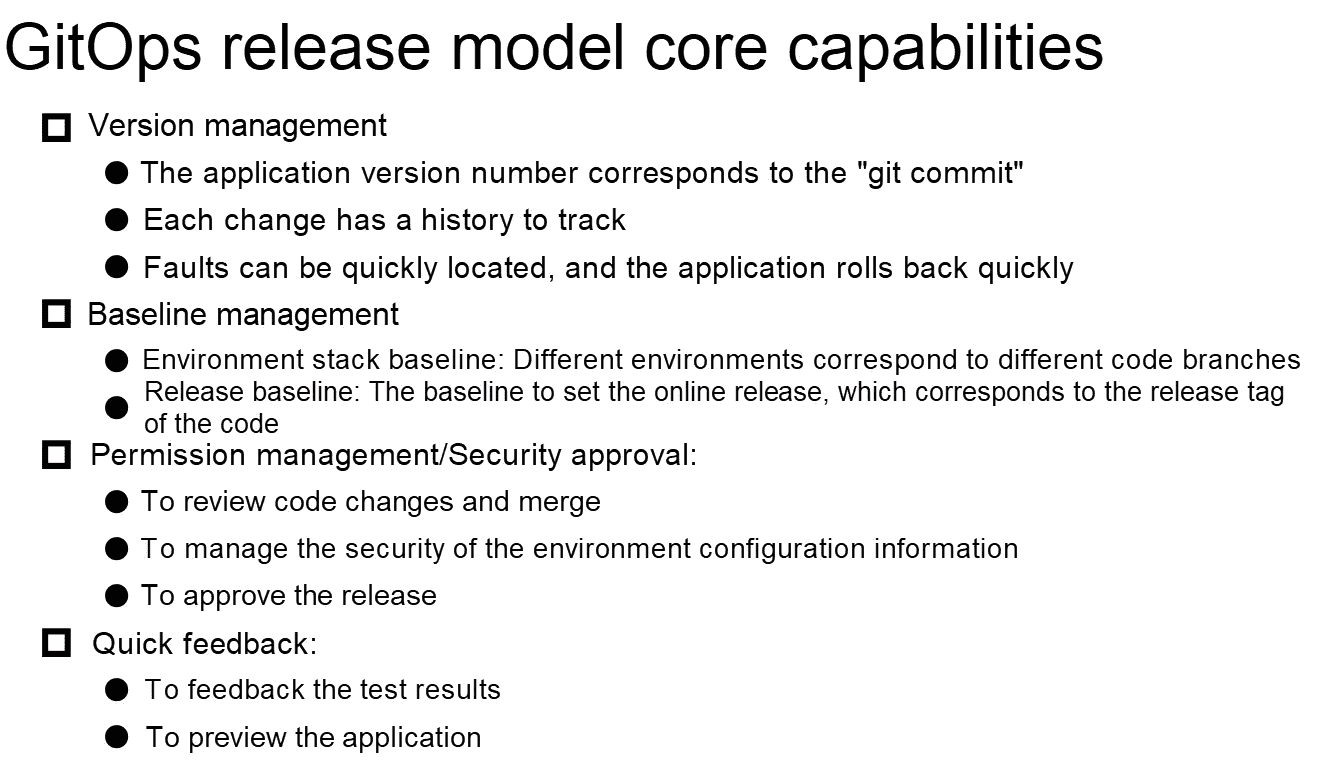 GitOps release model core capabilities
Version management
The application version number corresponds to the "git commit"
Each change has a history to track
Faults can be quickly located, and the application rolls back quickly
Baseline management
Environment stack baseline: Different environments correspond to different code branches
Release baseline: The baseline to set the online release, which corresponds to the release tag
of the code
Permission management/Security approval:
To review code changes and merge
To manage the security of the environment configuration information
To approve the release
Quick feedback:
To feedback the test results
To preview the application